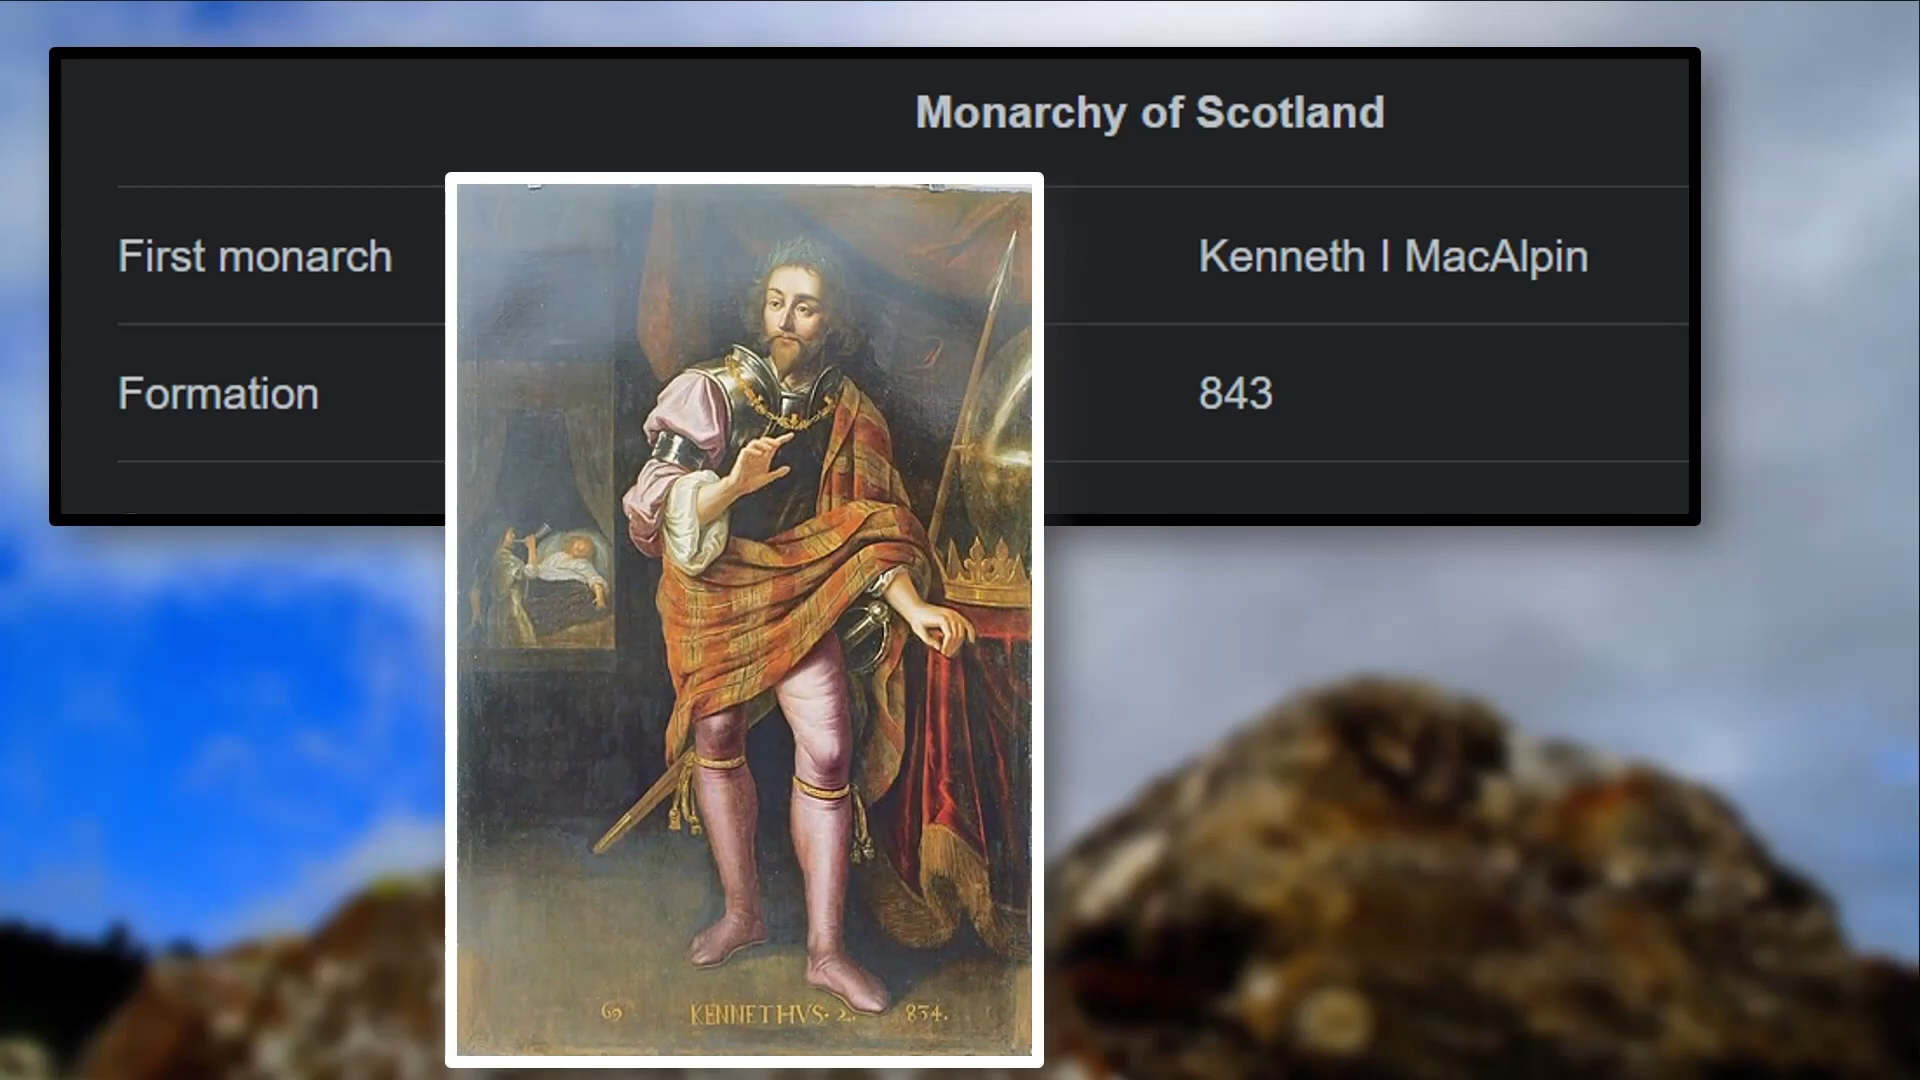 Monarchy of Scotland
First monarch Kenneth I MacAlpin
Formation 843
69 KENNETHVS· 2. 834.